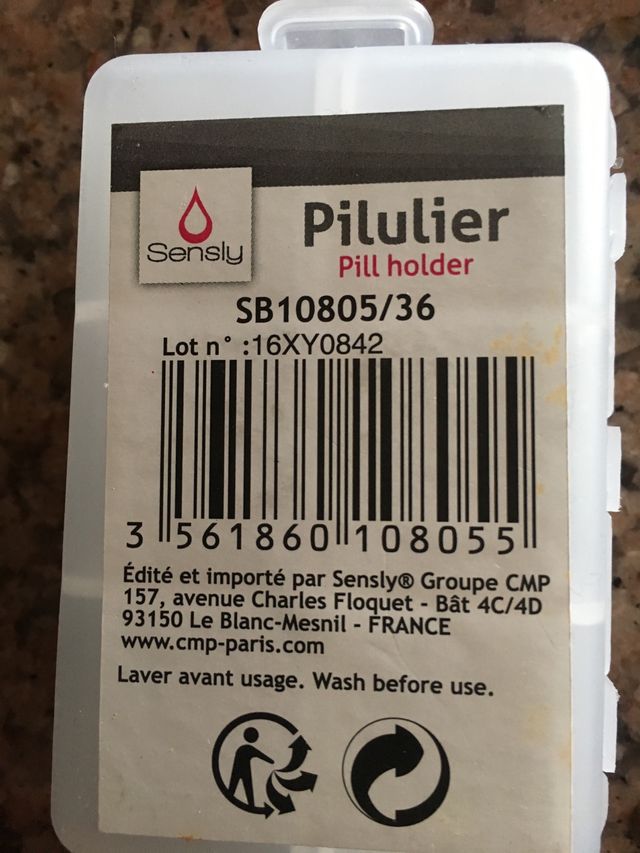 Sensly
Pilulier
Pill holder
SB10805/36
Lot n° :16XY0842
3 561860 108055
Édité et importé par Sensly® Groupe CMP
157, avenue Charles Floquet - Bât 4C/4D
93150 Le Blanc-Mesnil - FRANCE
www.cmp-paris.com
Laver avant usage. Wash before use.